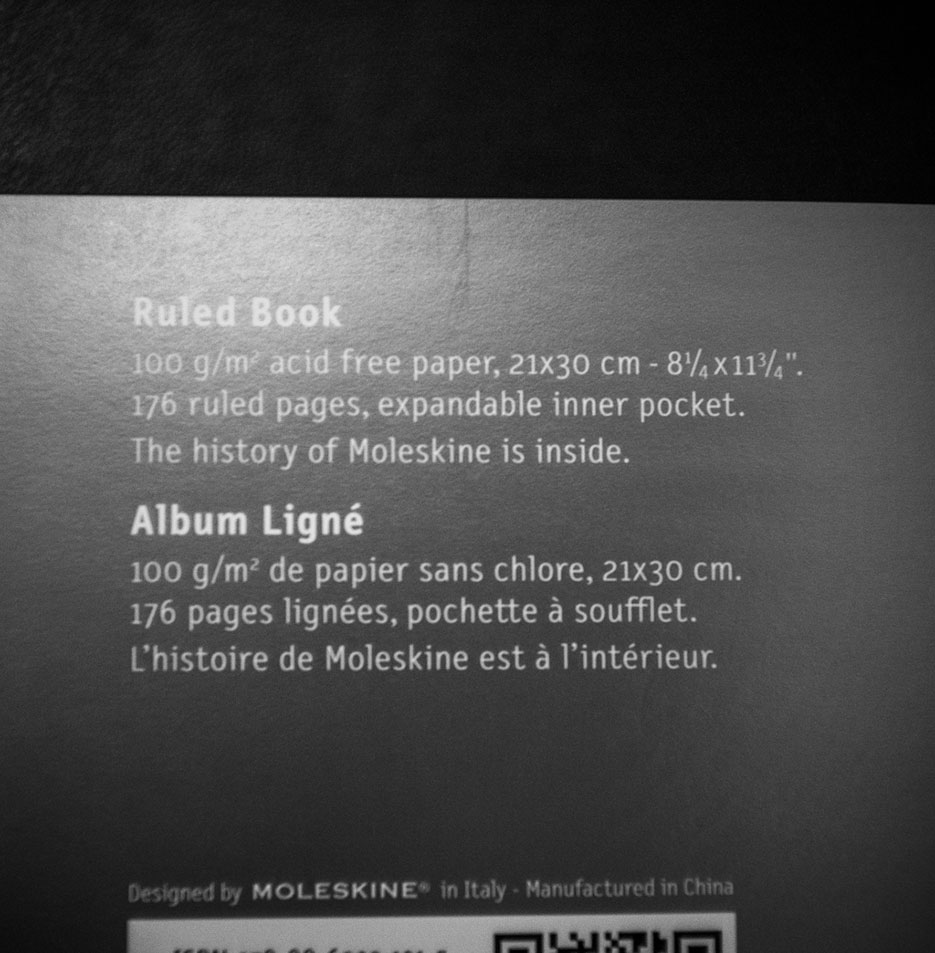 Ruled Book
100 g/m² acid free paper, 21x30 cm - 8¼ x 11¾".
176 ruled pages, expandable inner pocket.
The history of Moleskine is inside.
Album Ligné
100 g/m² de papier sans chlore, 21x30 cm.
176 pages lignées, pochette à soufflet.
L'histoire de Moleskine est à l'intérieur.
Designed by MOLESKINE® in Italy - Manufactured in China